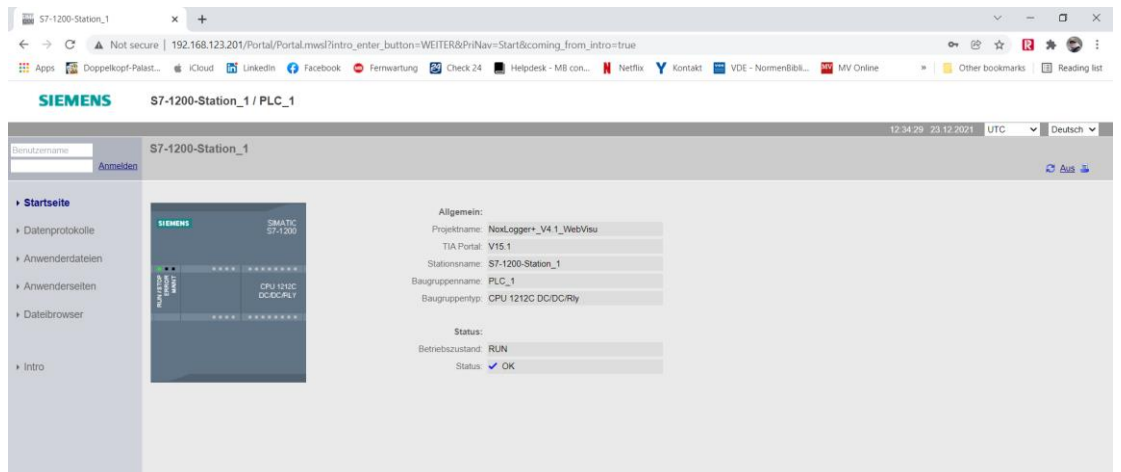 S7-1200-Station_1
Not secure | 192.168.123.201/Portal/Portal.mwsl?intro_enter_button=WEITER&PriNav=Start&coming_from_intro=true
Apps Doppelkopf-Palast... iCloud LinkedIn Facebook Fernwartung Check 24 Helpdesk - MB con... Netflix Kontakt VDE - NormenBibli... MV Online » Other bookmarks Reading list
SIEMENS S7-1200-Station_1 / PLC_1
12:34:29 23.12.2021 UTC Deutsch
Benutzername
S7-1200-Station_1
Anmelden
Aus
Startseite
Datenprotokolle
Anwenderdateien
Anwenderseiten
Dateibrowser
Intro
SIEMENS SIMATIC
S7-1200
RUN / STOP
ERROR
MAINT
CPU 1212C
DC/DC/RLY
Allgemein:
Projektname: NoxLogger+_V4.1_WebVisu
TIA Portal: V15.1
Stationsname: S7-1200-Station_1
Baugruppenname: PLC_1
Baugruppentyp: CPU 1212C DC/DC/Rly
Status:
Betriebszustand: RUN
Status: OK